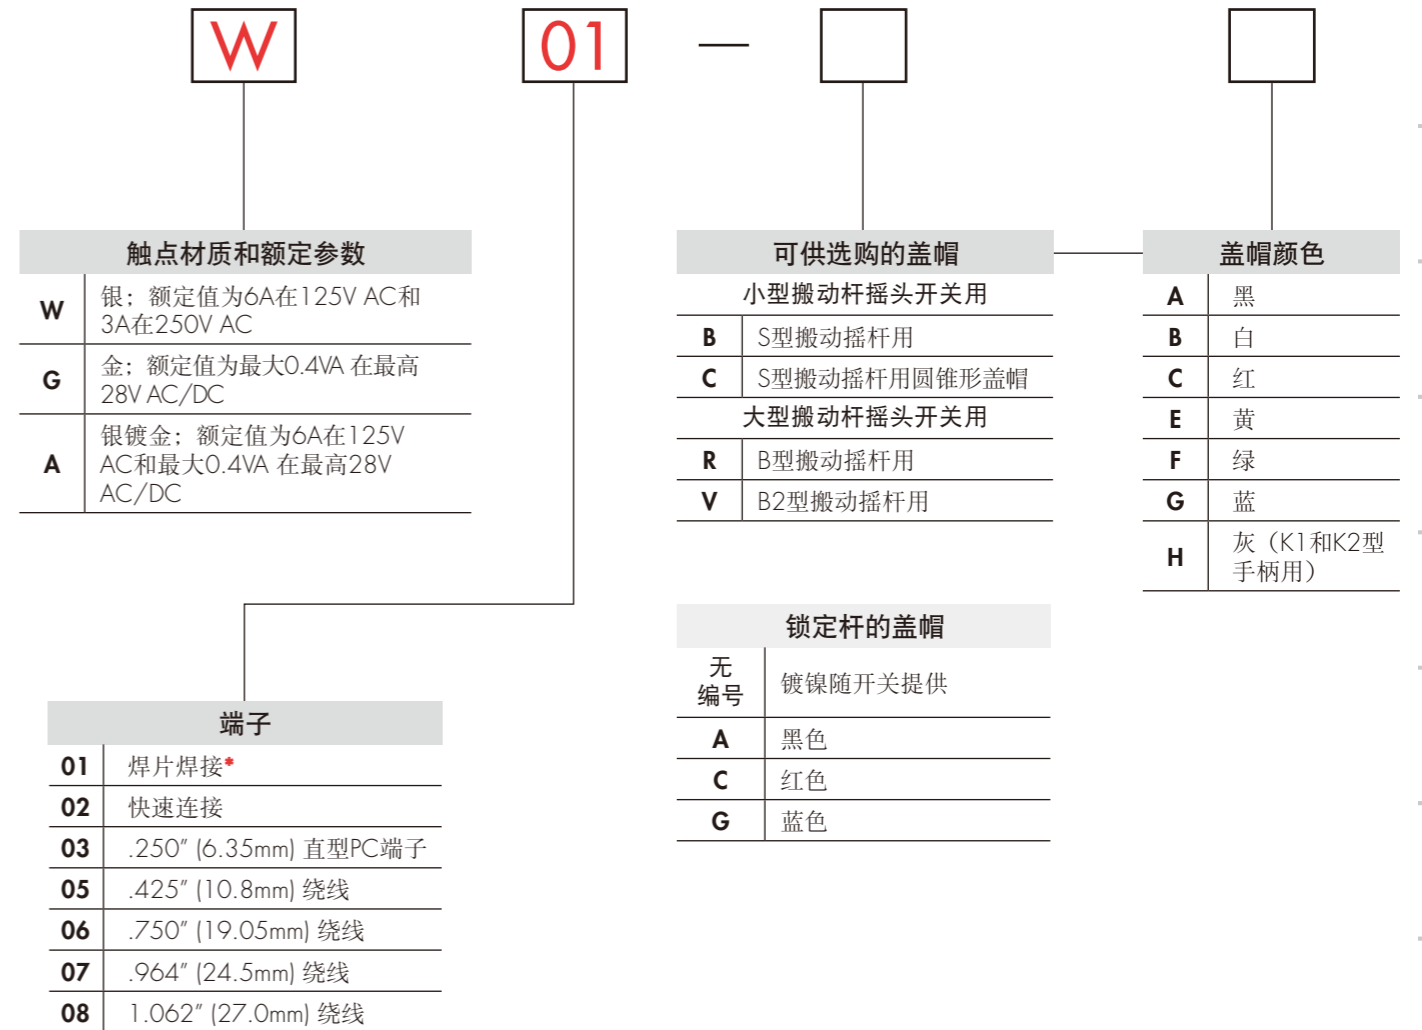 W 01 —
触点材质和额定参数
W 银；额定值为6A在125V AC和
3A在250V AC
G 金；额定值为最大0.4VA 在最高
28V AC/DC
A 银镀金；额定值为6A在125V
AC和最大0.4VA 在最高28V
AC/DC
端子
01 焊片焊接*
02 快速连接
03 .250″ (6.35mm) 直型PC端子
05 .425″ (10.8mm) 绕线
06 .750″ (19.05mm) 绕线
07 .964″ (24.5mm) 绕线
08 1.062″ (27.0mm) 绕线
可供选购的盖帽
小型搬动杆摇头开关用
B S型搬动摇杆用
C S型搬动摇杆用圆锥形盖帽
大型搬动杆摇头开关用
R B型搬动摇杆用
V B2型搬动摇杆用
锁定杆的盖帽
无
编号 镀镍随开关提供
A 黑色
C 红色
G 蓝色
盖帽颜色
A 黑
B 白
C 红
E 黄
F 绿
G 蓝
H 灰（K1和K2型
手柄用）